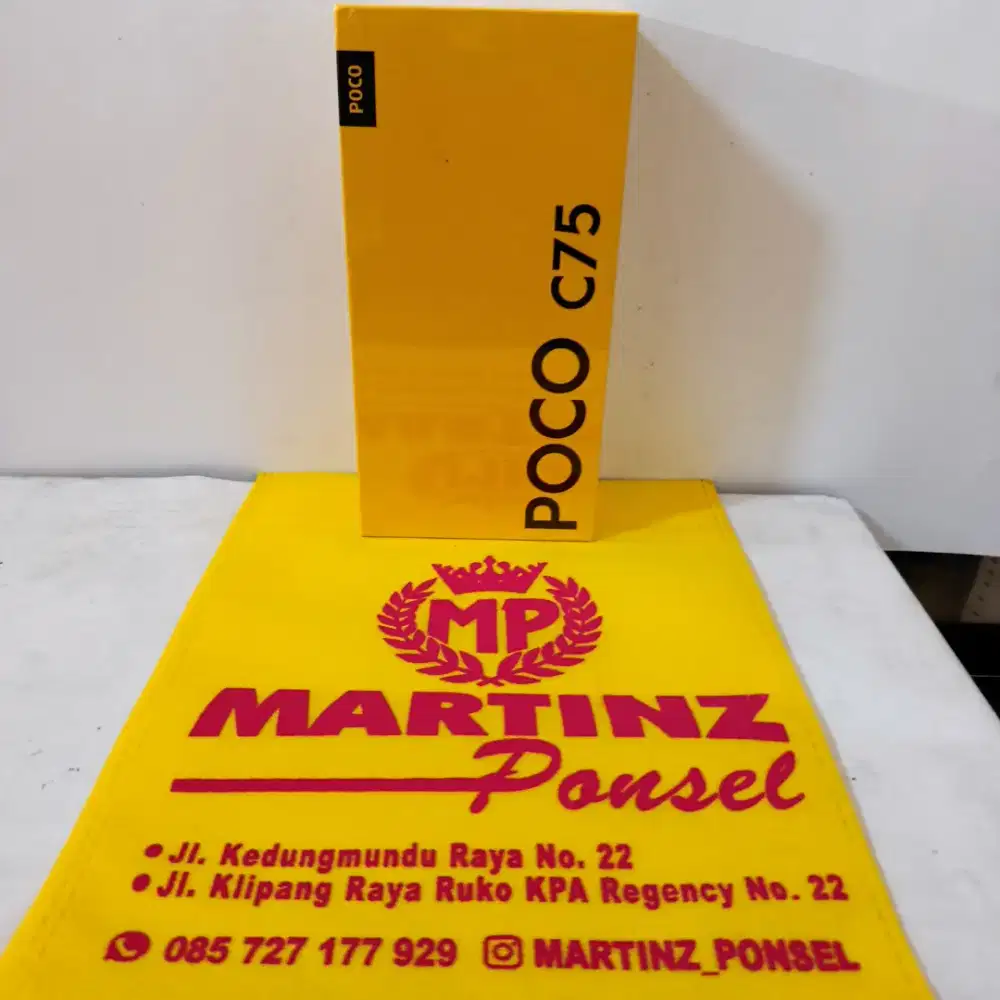 POCO
POCO C75
MP
MARTINZ
Ponsel
• Jl. Kedungmundu Raya No. 22
• Jl. Klipang Raya Ruko KPA Regency No. 22
085 727 177 929 MARTINZ_PONSEL